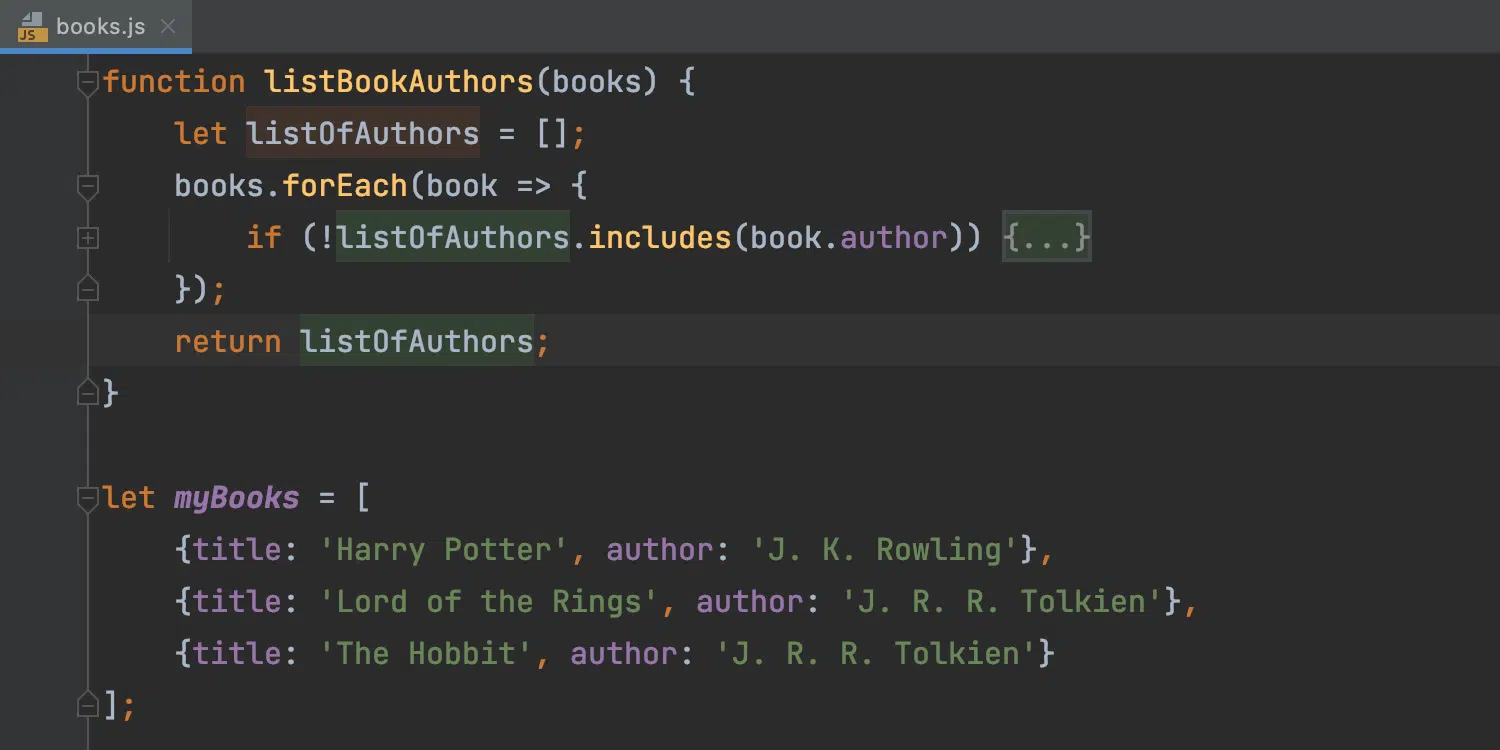 JS books.js
function listBookAuthors(books) {
    let listOfAuthors = [];
    books.forEach(book => {
        if (!listOfAuthors.includes(book.author)) {...}
    });
    return listOfAuthors;
}
let myBooks = [
    {title: 'Harry Potter', author: 'J. K. Rowling'},
    {title: 'Lord of the Rings', author: 'J. R. R. Tolkien'},
    {title: 'The Hobbit', author: 'J. R. R. Tolkien'}
];